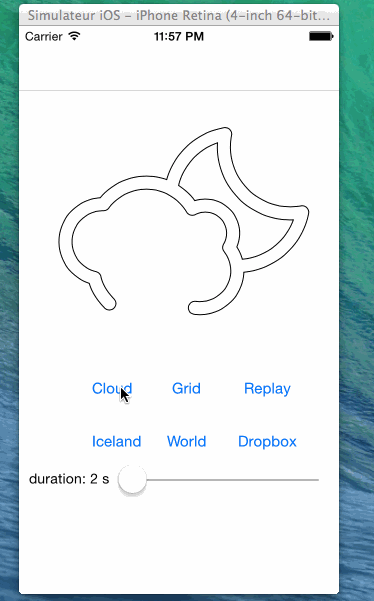 Simulateur iOS - iPhone Retina (4-inch 64-bit...
Carrier 11:57 PM
Cloud Grid Replay
Iceland World Dropbox
duration: 2 s